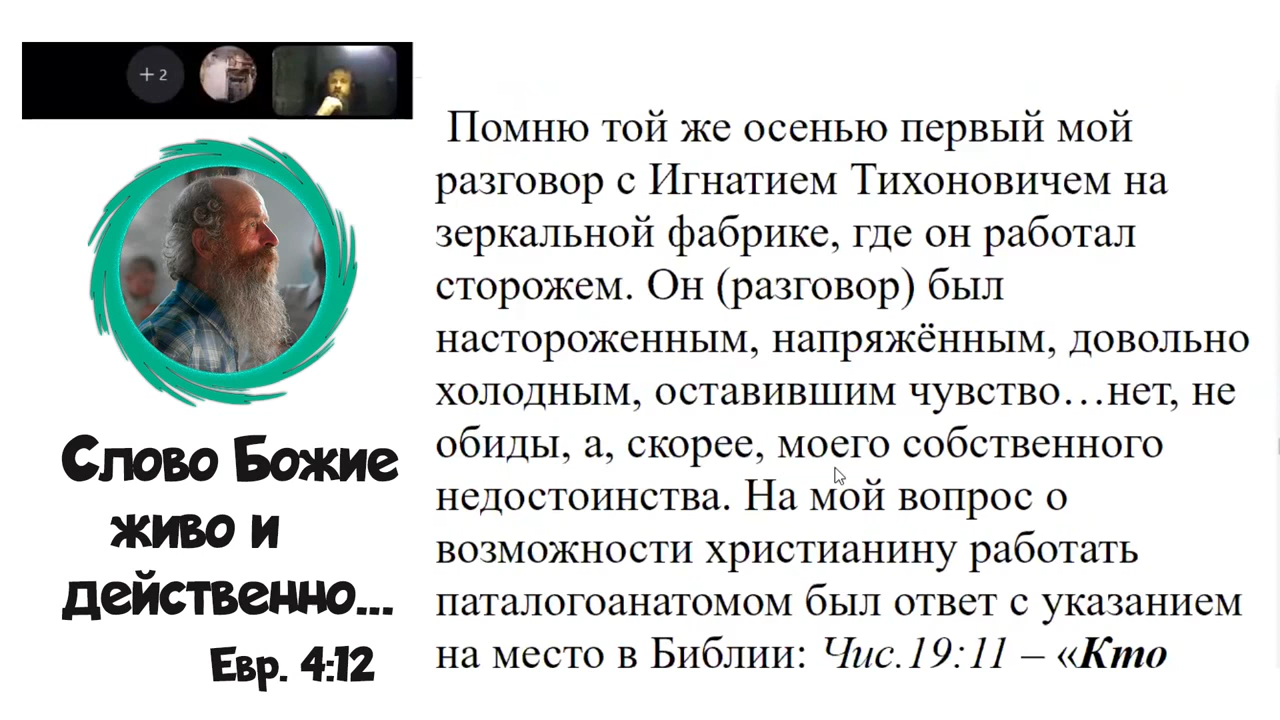 + 2
Слово Божие
живо и
действенно...
Евр. 4:12
Помню той же осенью первый мой
разговор с Игнатием Тихоновичем на
зеркальной фабрике, где он работал
сторожем. Он (разговор) был
настороженным, напряжённым, довольно
холодным, оставившим чувство…нет, не
обиды, а, скорее, моего собственного
недостоинства. На мой вопрос о
возможности христианину работать
паталогоанатомом был ответ с указанием
на место в Библии: Чис.19:11 – «Кто